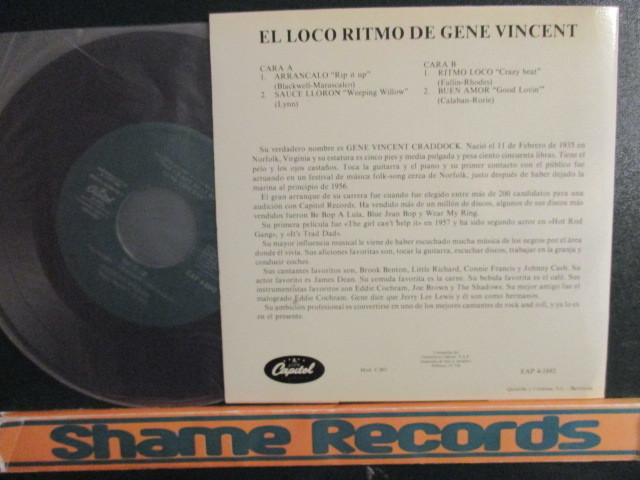 EL LOCO RITMO DE GENE VINCENT
CARA A
1. ARRANCALO "Rip it up"
(Blackwell-Marascalco)
2. SAUCE LLORON "Weeping Willow"
(Lynn)
CARA B
1. RITMO LOCO "Crazy beat"
(Fallin-Rhodes)
2. BUEN AMOR "Good Lovin'"
(Calahan-Rorie)
Su verdadero nombre es GENE VINCENT CRADDOCK. Nació el 11 de Febrero de 1935 en
Norfolk, Virginia y su estatura es cinco pies y media pulgada y pesa ciento cincuenta libras. Tiene el
pelo y los ojos castaños. Toca la guitarra y su primer contacto con el público fue
actuando en un festival de música folk-song cerca de Norfolk, justo después de haber dejado la
marina al principio de 1956.
El gran arranque de su carrera fue cuando fue elegido entre más de 200 candidatos para una
audición con Capitol Records. Ha vendido más de un millón de discos, algunos de sus discos más
vendidos fueron Be Bop A Lula, Blue Jean Bop y Wear My Ring.
Su primera película fue «The girl can't help it» en 1957 y ha sido segundo actor en «Hot Rod
Gang», y «It's Trad Dad».
Su mayor influencia musical le viene de haber escuchado mucha música de los negros por el área
donde él vivía. Sus aficiones favoritas son, tocar la guitarra, escuchar discos, trabajar en la granja y
conducir coches.
Sus cantantes favoritos son, Brook Benton, Little Richard, Connie Francis y Johnny Cash. Su
actor favorito es James Dean. Su comida favorita es la carne. Su bebida favorita es el café. Sus
instrumentistas favoritos son Eddie Cochram, Joe Brown y The Shadows. Su mejor amigo fue el
malogrado Eddie Cochram. Gene dice que Jerry Lee Lewis y él son como hermanos.
Su ambición profesional es convertirse en uno de los mejores cantantes de rock and roll, y ya lo es
en el presente.
Capitol
EAP 4-1602
Capitol
Shame Records